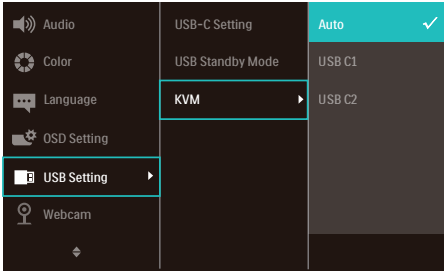 Audio
Color
Language
OSD Setting
USB Setting
Webcam
USB-C Setting
USB Standby Mode
KVM
Auto
USB C1
USB C2